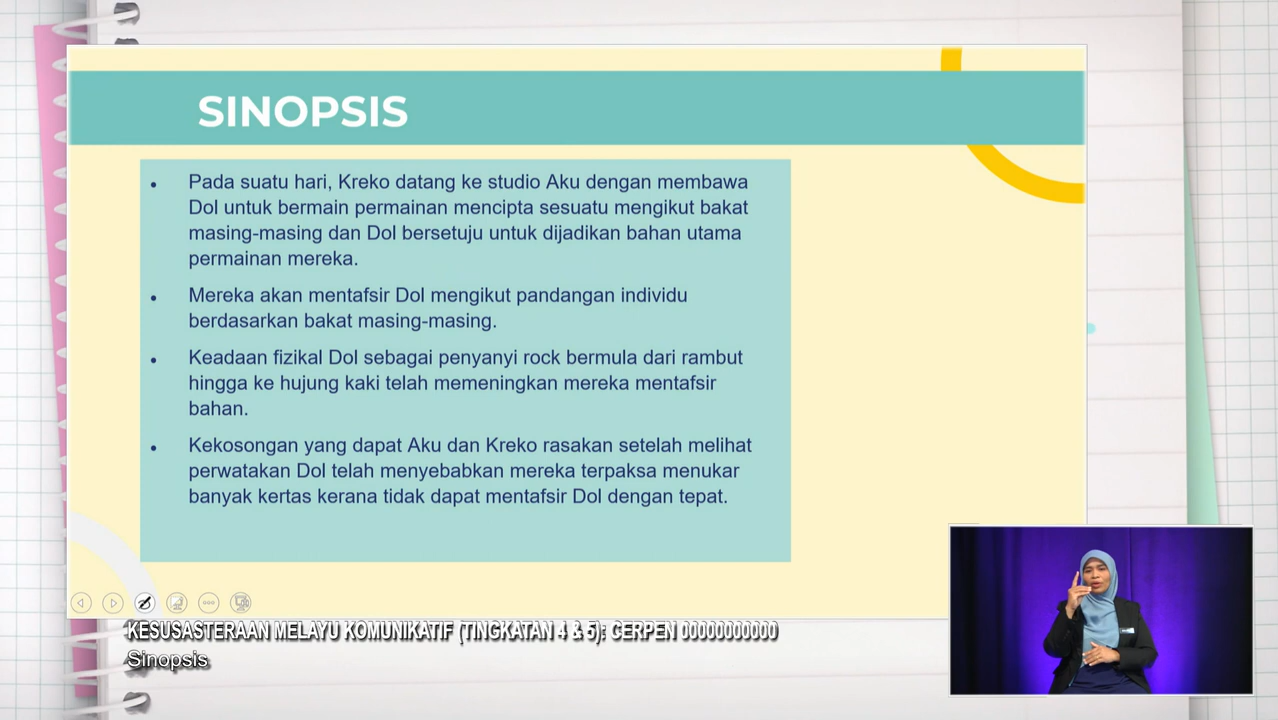 SINOPSIS
• Pada suatu hari, Kreko datang ke studio Aku dengan membawa
Dol untuk bermain permainan mencipta sesuatu mengikut bakat
masing-masing dan Dol bersetuju untuk dijadikan bahan utama
permainan mereka.
• Mereka akan mentafsir Dol mengikut pandangan individu
berdasarkan bakat masing-masing.
• Keadaan fizikal Dol sebagai penyanyi rock bermula dari rambut
hingga ke hujung kaki telah memeningkan mereka mentafsir
bahan.
• Kekosongan yang dapat Aku dan Kreko rasakan setelah melihat
perwatakan Dol telah menyebabkan mereka terpaksa menukar
banyak kertas kerana tidak dapat mentafsir Dol dengan tepat.
KESUSASTERAAN MELAYU KOMUNIKATIF (TINGKATAN 4 & 5): CERPEN 00000000000
Sinopsis